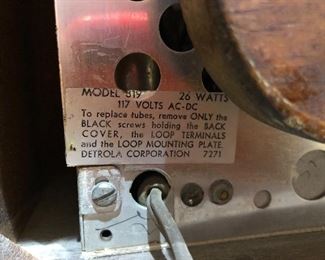 MODEL 319 26 WATTS
117 VOLTS AC-DC
To replace tubes, remove ONLY the
BLACK screws holding the BACK
COVER, the LOOP TERMINALS
and the LOOP MOUNTING PLATE.
DETROLA CORPORATION 7271